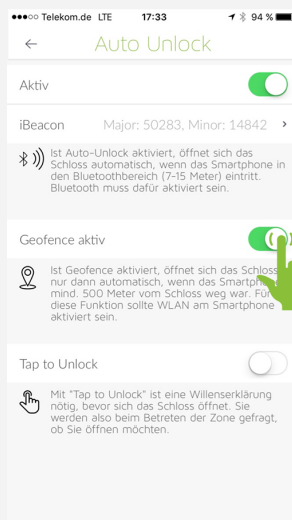 Telekom.de LTE 17:33 94 %
Auto Unlock
Aktiv
iBeacon Major: 50283, Minor: 14842
Ist Auto-Unlock aktiviert, öffnet sich das
Schloss automatisch, wenn das Smartphone in
den Bluetoothbereich (7-15 Meter) eintritt.
Bluetooth muss dafür aktiviert sein.
Geofence aktiv
Ist Geofence aktiviert, öffnet sich das Schloss
nur dann automatisch, wenn das Smartphone
mind. 500 Meter vom Schloss weg war. Für
diese Funktion sollte WLAN am Smartphone
aktiviert sein.
Tap to Unlock
Mit "Tap to Unlock" ist eine Willenserklärung
nötig, bevor sich das Schloss öffnet. Sie
werden also beim Betreten der Zone gefragt,
ob Sie öffnen möchten.